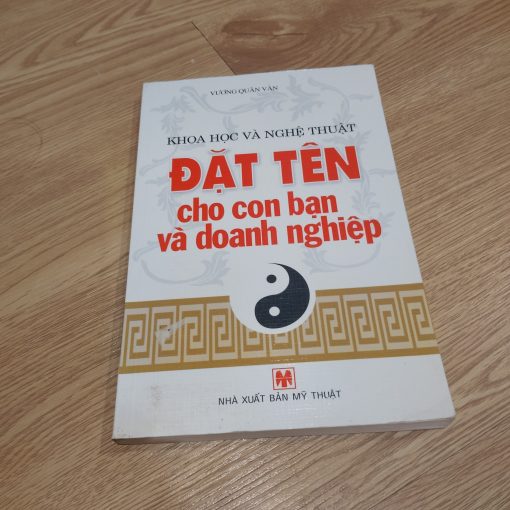 VƯƠNG QUÂN VĂN
KHOA HỌC VÀ NGHỆ THUẬT
ĐẶT TÊN
cho con bạn
và doanh nghiệp
NHÀ XUẤT BẢN MỸ THUẬT